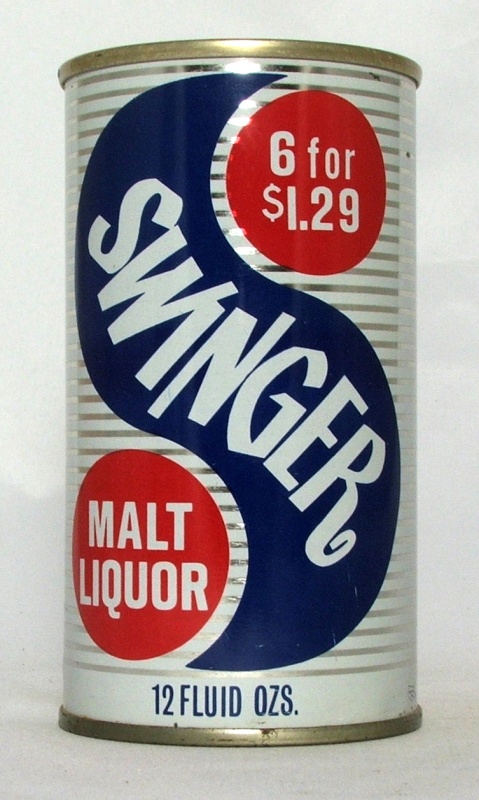 6 for
$1.29
SWINGER
MALT
LIQUOR
12 FLUID OZS.